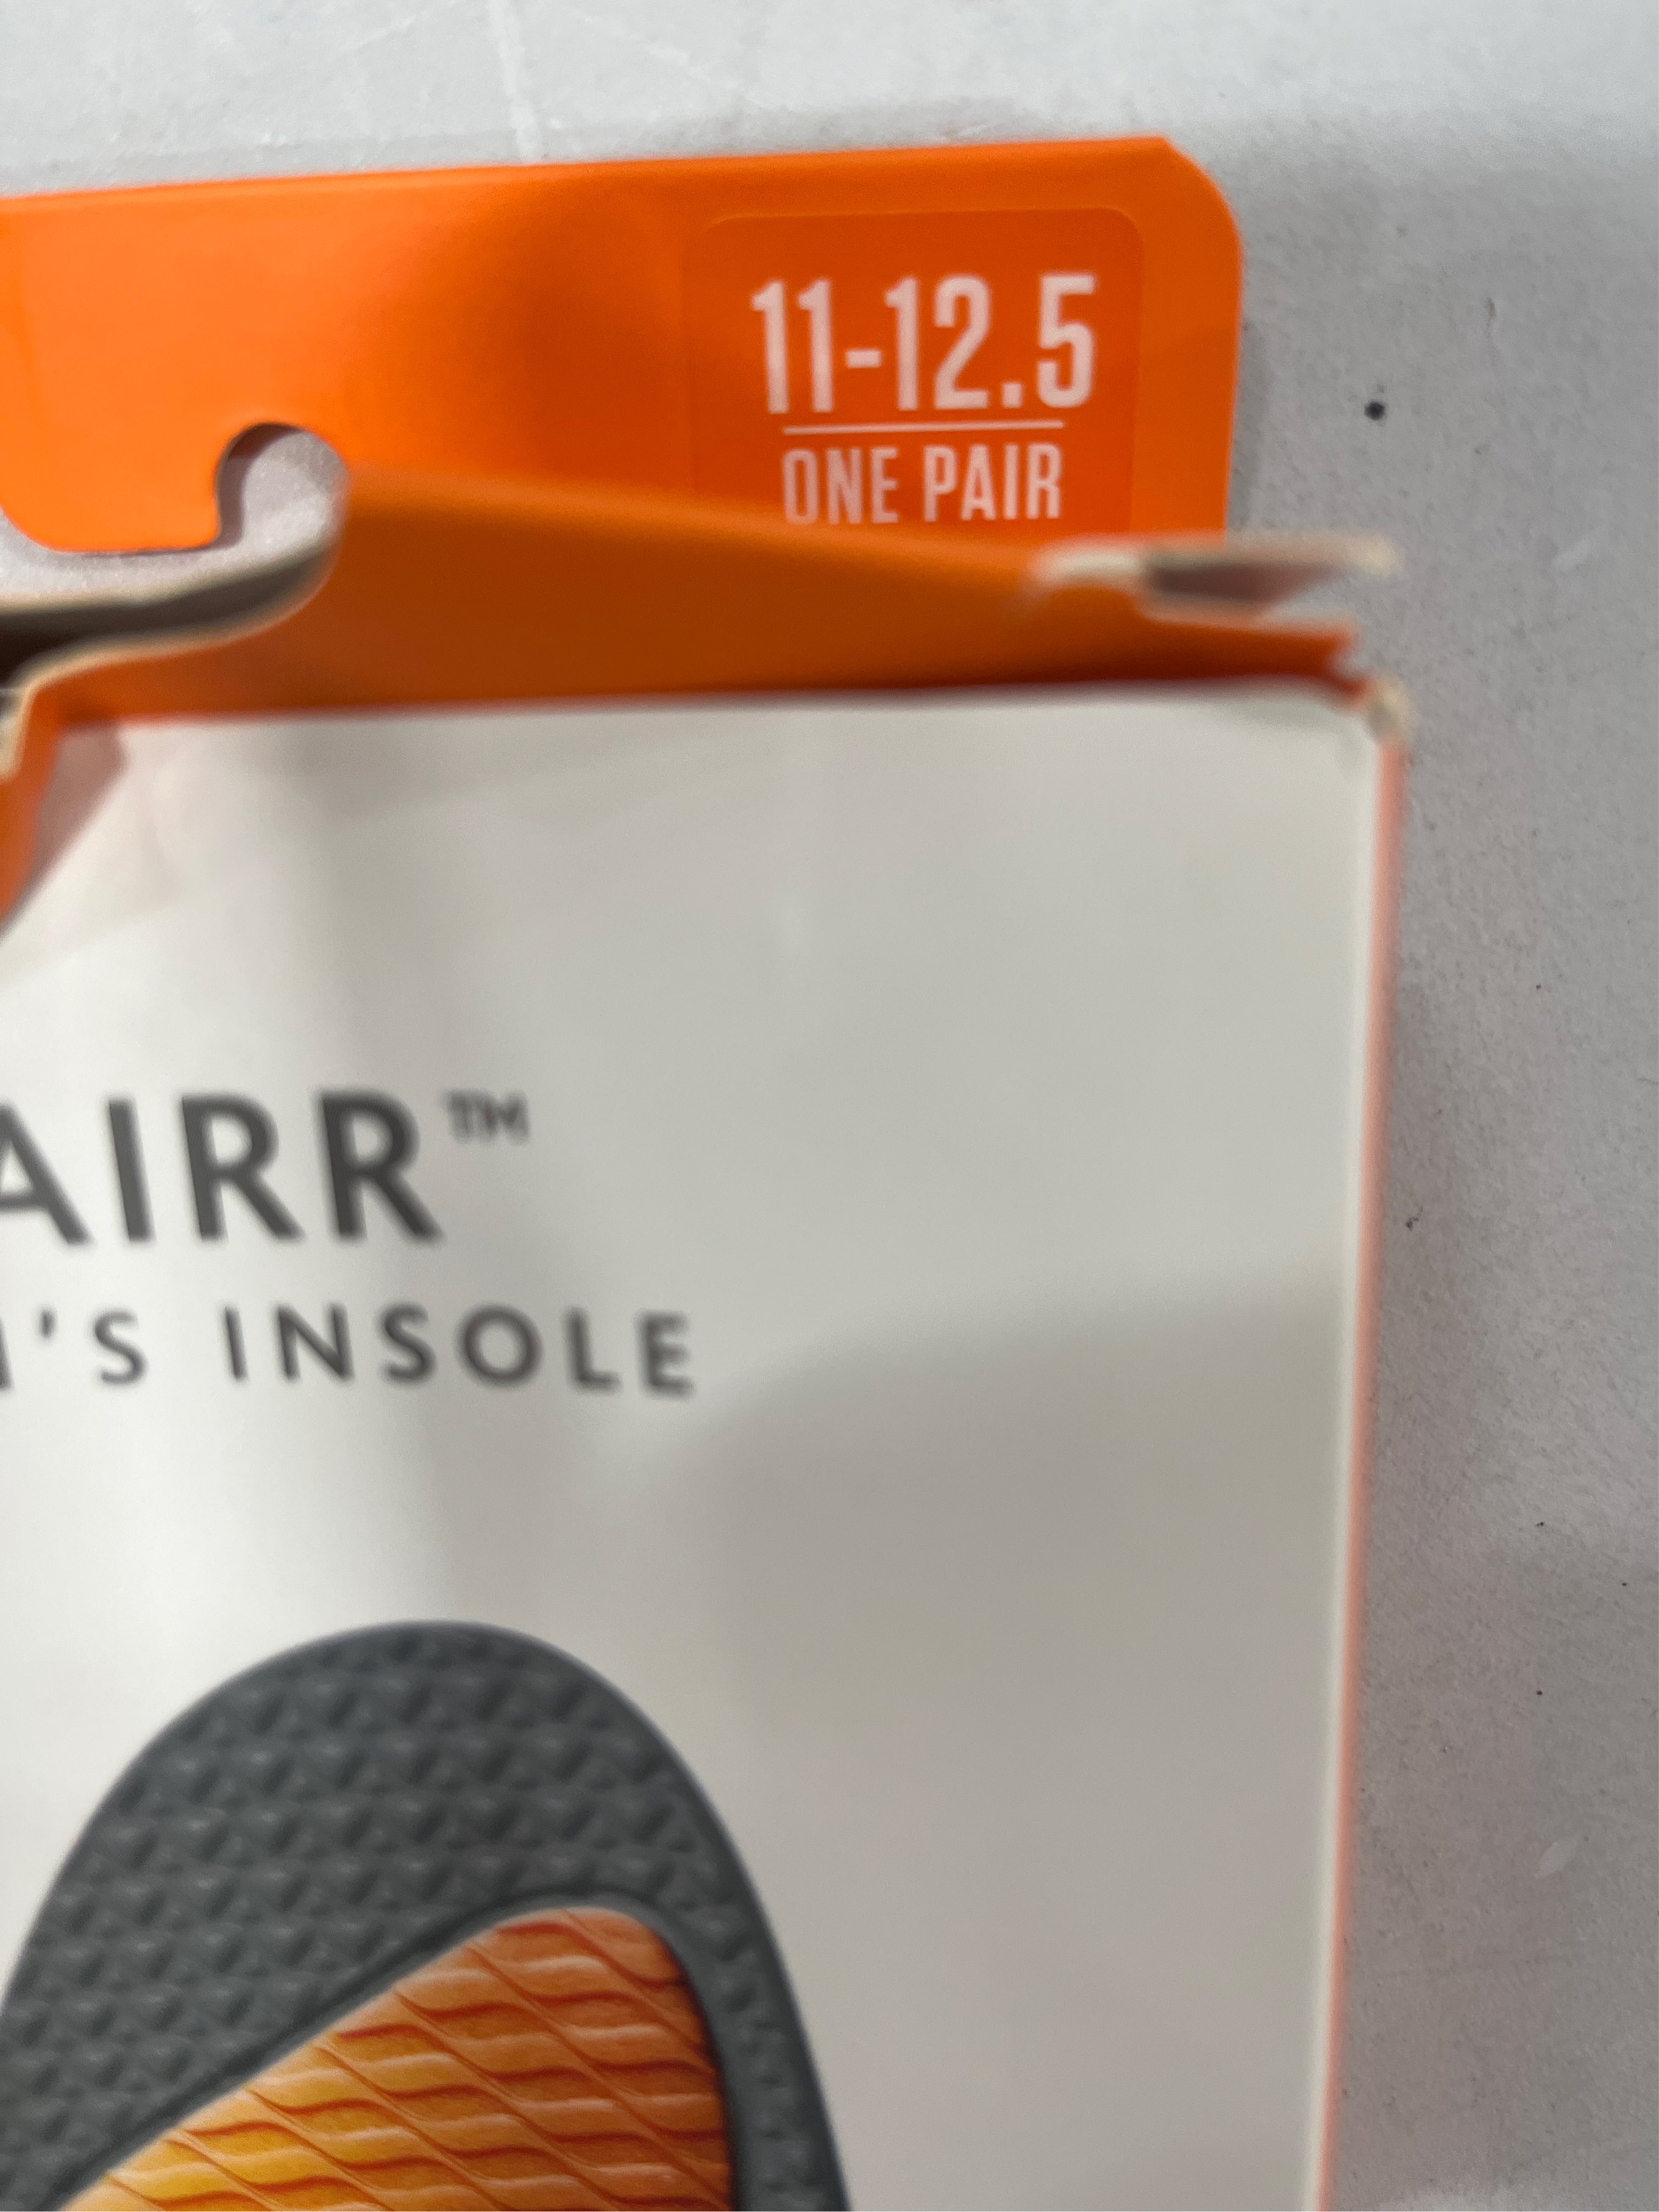 11-12.5
ONE PAIR
AIRR™
'S INSOLE